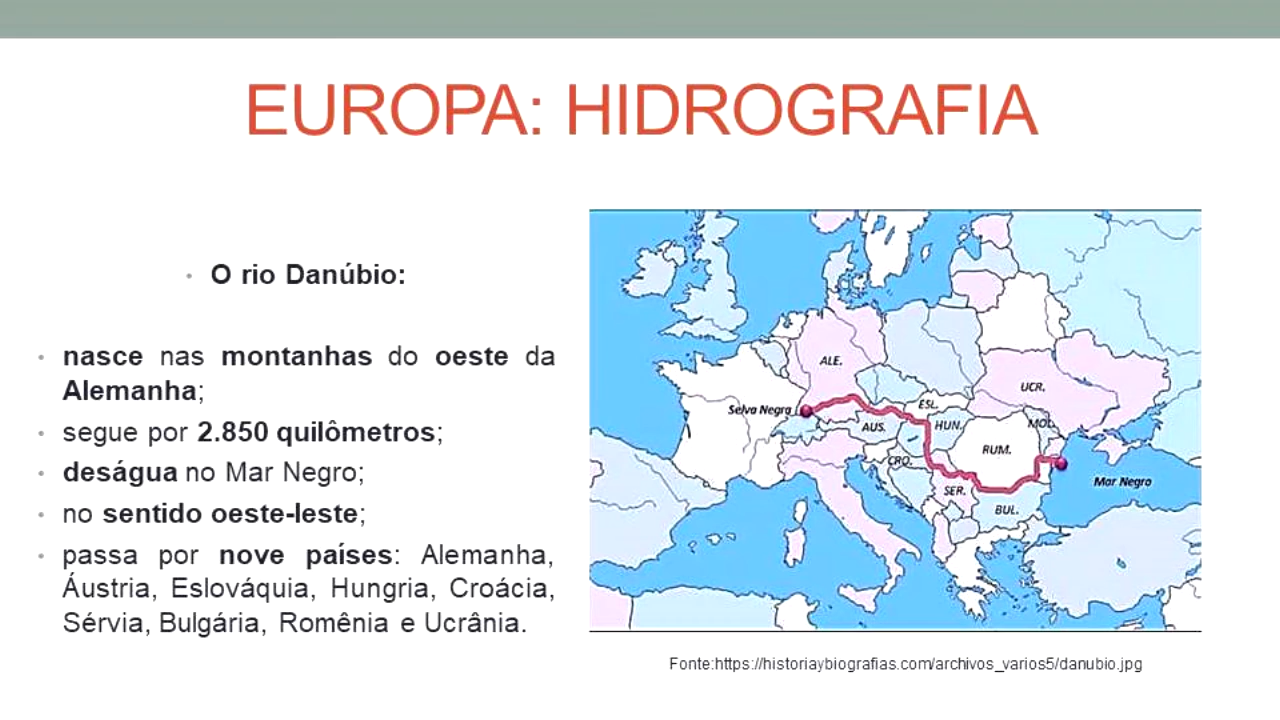 EUROPA: HIDROGRAFIA
• O rio Danúbio:
• nasce nas montanhas do oeste da
Alemanha;
• segue por 2.850 quilômetros;
• deságua no Mar Negro;
• no sentido oeste-leste;
• passa por nove países: Alemanha,
Áustria, Eslováquia, Hungria, Croácia,
Sérvia, Bulgária, Romênia e Ucrânia.
ALE.
UCR.
Selva Negra
ESL.
AUS.
HUN.
MOL.
RUM.
CRO.
SER.
Mar Negro
BUL.
Fonte:https://historiaybiografias.com/archivos_varios5/danubio.jpg